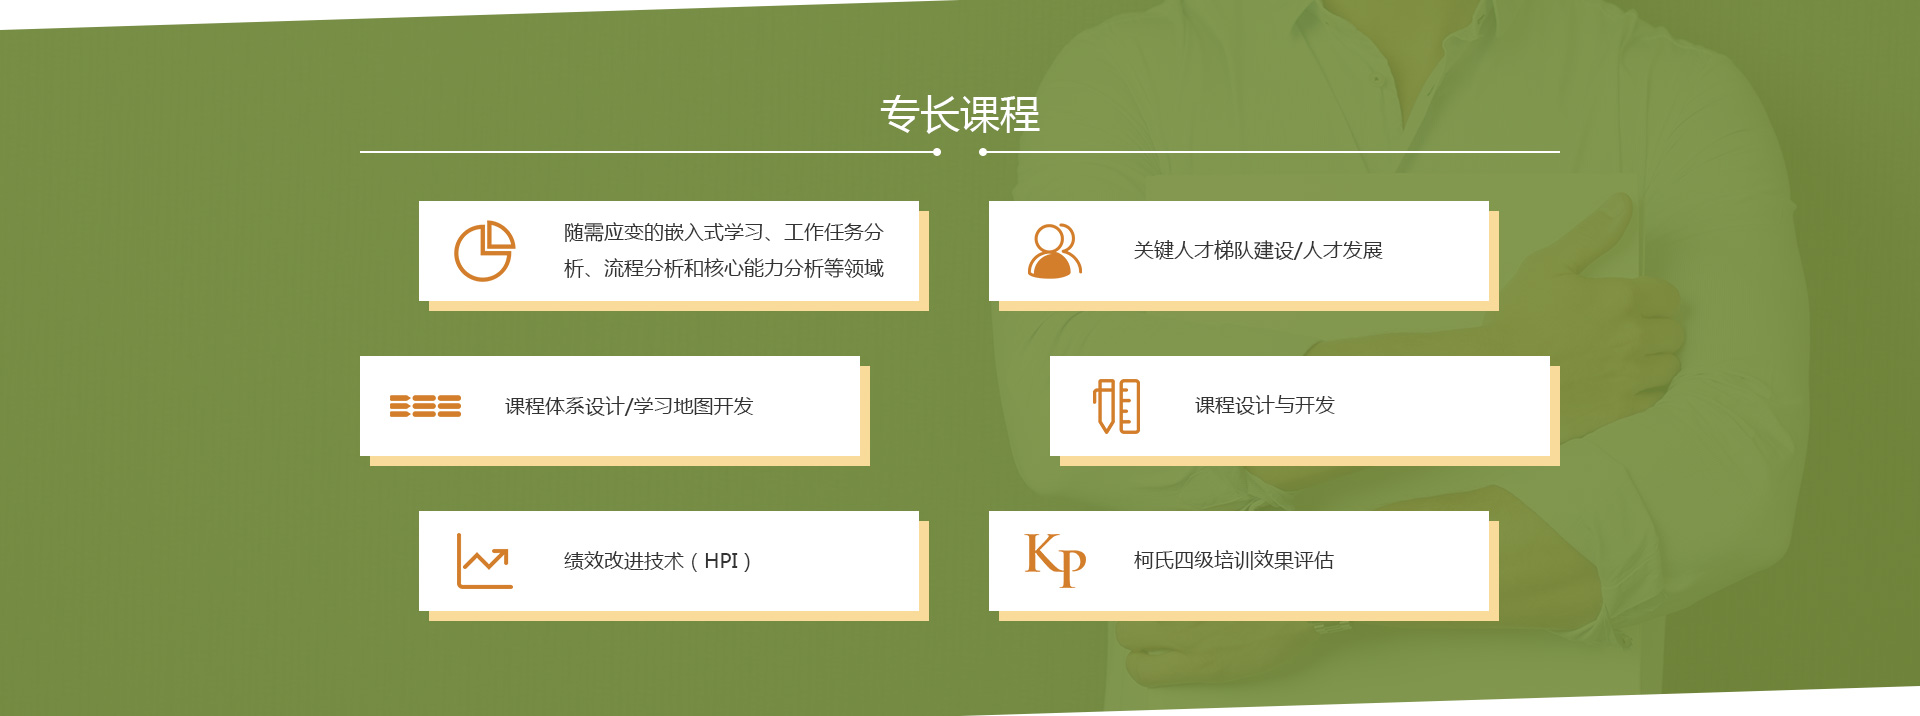 专长课程
随需应变的嵌入式学习、工作任务分
析、流程分析和核心能力分析等领域
关键人才梯队建设/人才发展
课程体系设计/学习地图开发
课程设计与开发
绩效改进技术（HPI）
KP
柯氏四级培训效果评估